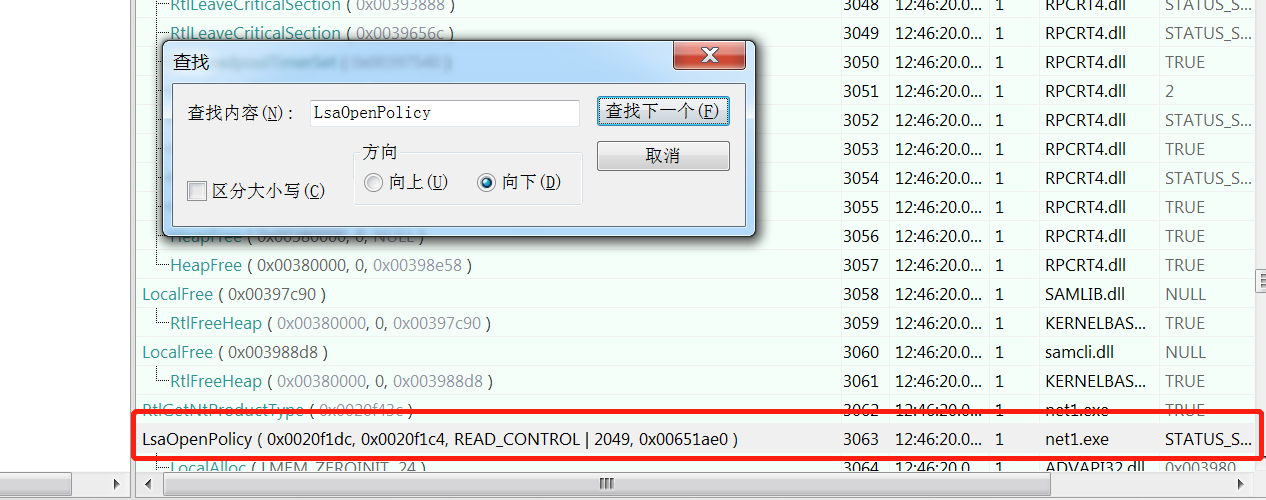 RtlLeaveCriticalSection ( 0x00393888 ) 3048 12:46:20.0... 1 RPCRT4.dll STATUS_S...
RtlLeaveCriticalSection ( 0x0039656c ) 3049 12:46:20.0... 1 RPCRT4.dll STATUS_S...
查找
3050 12:46:20.0... 1 RPCRT4.dll TRUE
3051 12:46:20.0... 1 RPCRT4.dll 2
查找内容(N): LsaOpenPolicy 查找下一个(F)
3052 12:46:20.0... 1 RPCRT4.dll STATUS_S...
方向 取消
3053 12:46:20.0... 1 RPCRT4.dll TRUE
区分大小写(C) 向上(U) 向下(D)
3054 12:46:20.0... 1 RPCRT4.dll STATUS_S...
3055 12:46:20.0... 1 RPCRT4.dll TRUE
HeapFree ( 0x00380000, 0, NULL ) 3056 12:46:20.0... 1 RPCRT4.dll TRUE
HeapFree ( 0x00380000, 0, 0x00398e58 ) 3057 12:46:20.0... 1 RPCRT4.dll TRUE
LocalFree ( 0x00397c90 ) 3058 12:46:20.0... 1 SAMLIB.dll NULL
RtlFreeHeap ( 0x00380000, 0, 0x00397c90 ) 3059 12:46:20.0... 1 KERNELBAS... TRUE
LocalFree ( 0x003988d8 ) 3060 12:46:20.0... 1 samcli.dll NULL
RtlFreeHeap ( 0x00380000, 0, 0x003988d8 ) 3061 12:46:20.0... 1 KERNELBAS... TRUE
RtlGetNtProductType ( 0x0020f43c ) 3062 12:46:20.0... 1 net1.exe TRUE
LsaOpenPolicy ( 0x0020f1dc, 0x0020f1c4, READ_CONTROL | 2049, 0x00651ae0 ) 3063 12:46:20.0... 1 net1.exe STATUS_S...
LocalAlloc ( LMEM_ZEROINIT, 24 ) 3064 12:46:20.0... 1 ADVAPI32.dll 0x003980